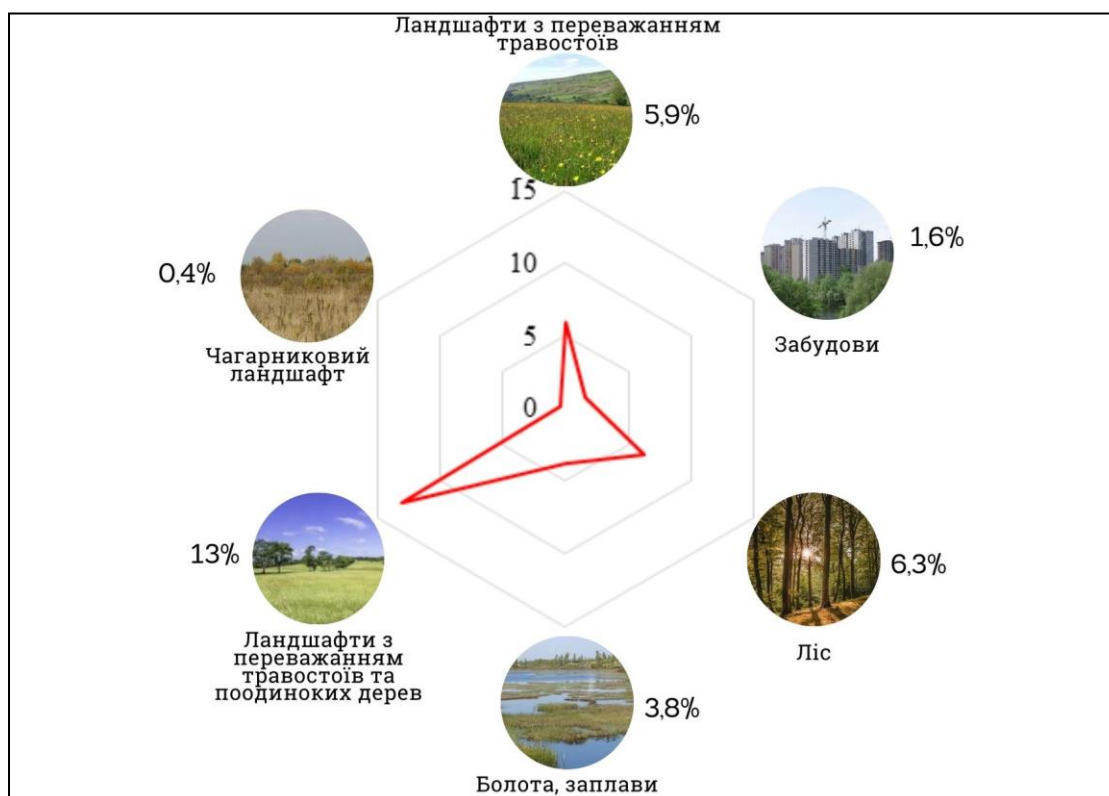 Ландшафти з переважанням
травостоїв
5,9%
15
10
5
0
1,6%
Забудови
0,4%
Чагарниковий
ландшафт
13%
Ландшафти з
переважанням
травостоїв та
поодиноких дерев
6,3%
Ліс
3,8%
Болота, заплави